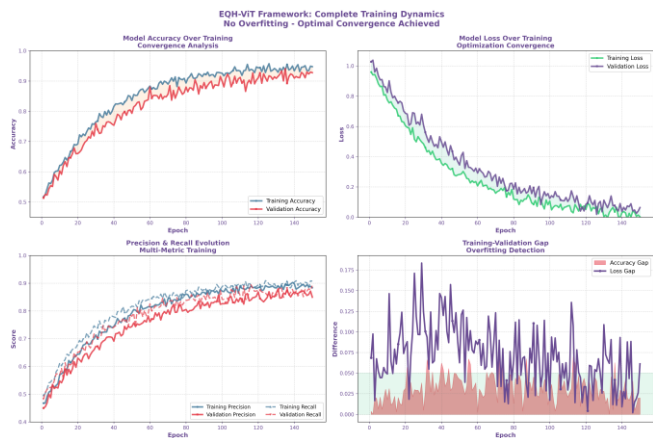 EQH-ViT Framework: Complete Training Dynamics
No Overfitting - Optimal Convergence Achieved
Model Accuracy Over Training
Convergence Analysis
1.0
0.9
0.8
0.7
0.6
0.5
Accuracy
Training Accuracy
Validation Accuracy
0 20 40 60 80 100 120 140
Epoch
Model Loss Over Training
Optimization Convergence
1.0
0.8
0.6
0.4
0.2
0.0
Loss
Training Loss
Validation Loss
0 20 40 60 80 100 120 140
Epoch
Precision & Recall Evolution
Multi-Metric Training
1.0
0.9
0.8
0.7
0.6
0.5
0.4
Score
Training Precision
Validation Precision
Training Recall
Validation Recall
0 20 40 60 80 100 120 140
Epoch
Training-Validation Gap
Overfitting Detection
0.175
0.150
0.125
0.100
0.075
0.050
0.025
0.000
Difference
Accuracy Gap
Loss Gap
0 20 40 60 80 100 120 140
Epoch